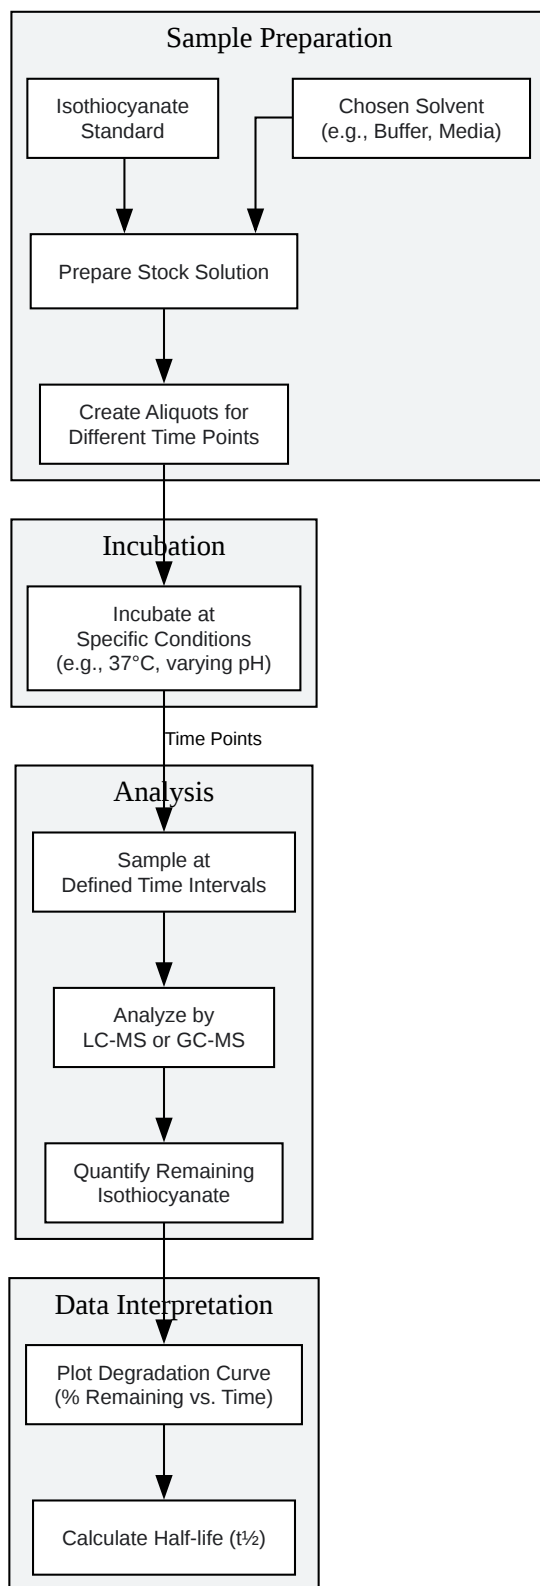 Sample Preparation
Isothiocyanate
Standard
Chosen Solvent
(e.g., Buffer, Media)
Prepare Stock Solution
Create Aliquots for
Different Time Points
Incubation
Incubate at
Specific Conditions
(e.g., 37°C, varying pH)
Time Points
Analysis
Sample at
Defined Time Intervals
Analyze by
LC-MS or GC-MS
Quantify Remaining
Isothiocyanate
Data Interpretation
Plot Degradation Curve
(% Remaining vs. Time)
Calculate Half-life (t½)